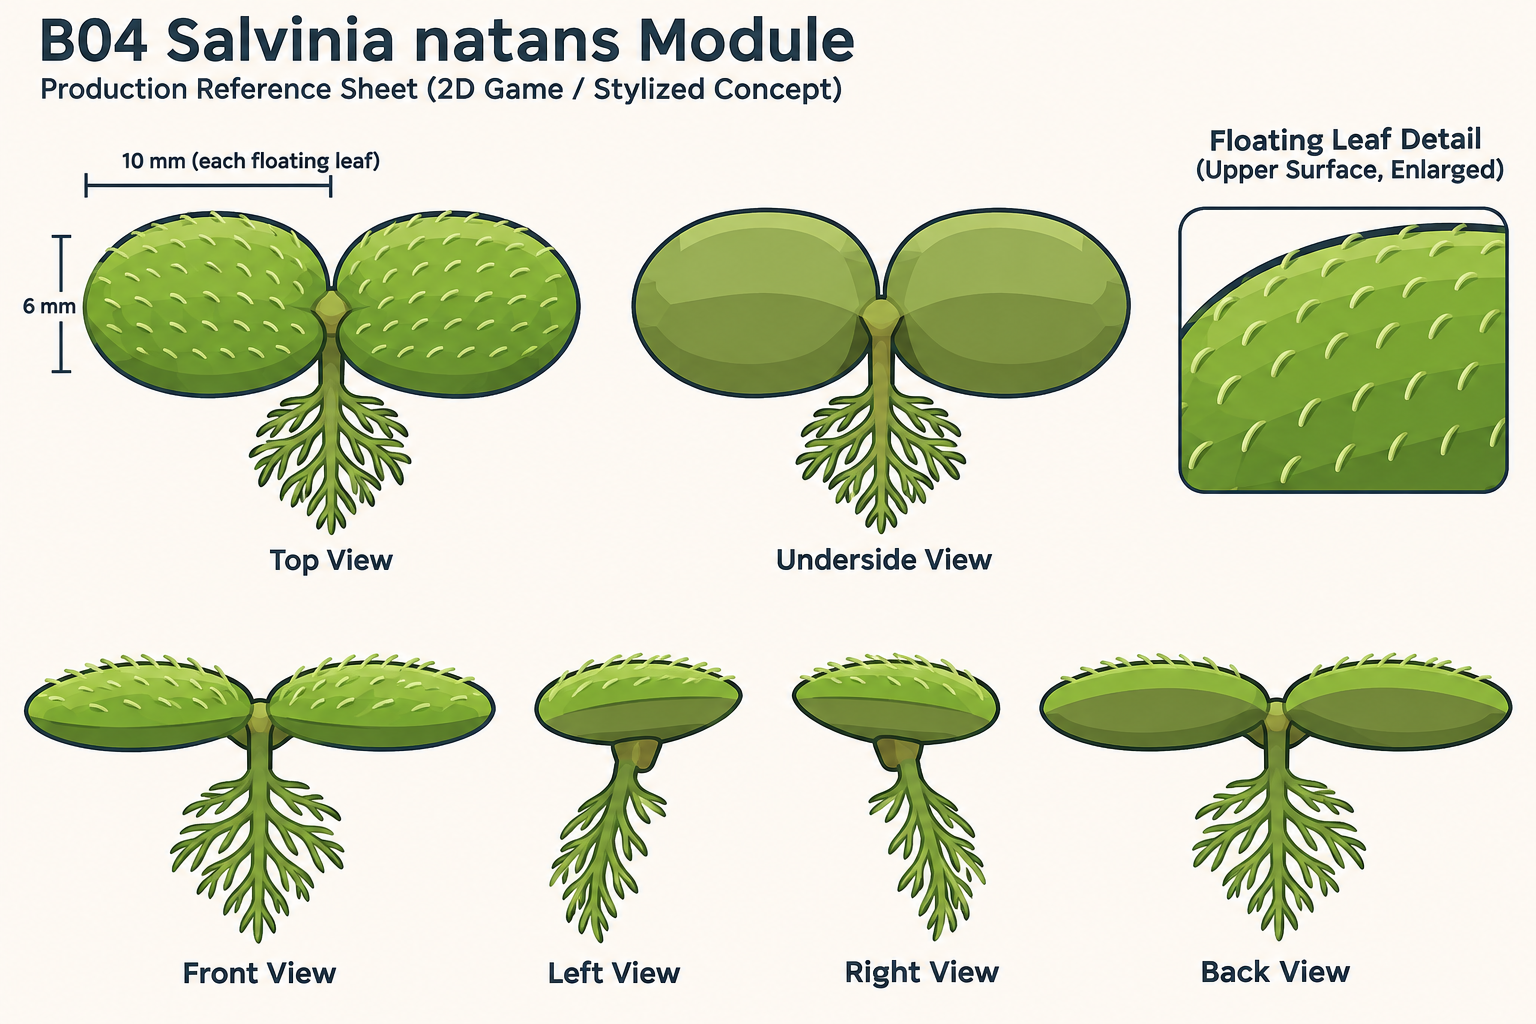 B04 Salvinia natans Module
Production Reference Sheet (2D Game / Stylized Concept)
10 mm (each floating leaf)
6 mm
Floating Leaf Detail
(Upper Surface, Enlarged)
Top View
Underside View
Front View
Left View
Right View
Back View